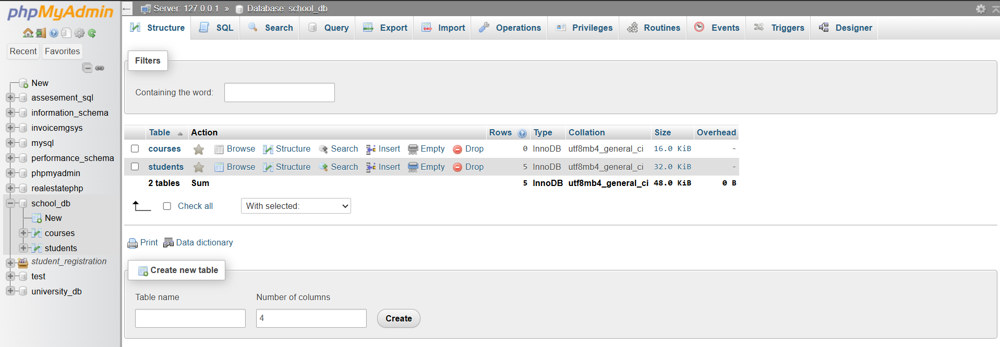 phpMyAdmin
Recent Favorites
New
assesement_sql
information_schema
invoicemgsys
mysql
performance_schema
phpmyadmin
realestatephp
school_db
New
courses
students
student_registration
test
university_db
Server: 127.0.0.1 » Database: school_db
Structure SQL Search Query Export Import Operations Privileges Routines Events Triggers Designer
Filters
Containing the word:
Table Action Rows Type Collation Size Overhead
courses Browse Structure Search Insert Empty Drop 0 InnoDB utf8mb4_general_ci 16.0 KiB -
students Browse Structure Search Insert Empty Drop 5 InnoDB utf8mb4_general_ci 32.0 KiB -
2 tables Sum 5 InnoDB utf8mb4_general_ci 48.0 KiB 0 B
Check all With selected:
Print Data dictionary
Create new table
Table name Number of columns
4 Create